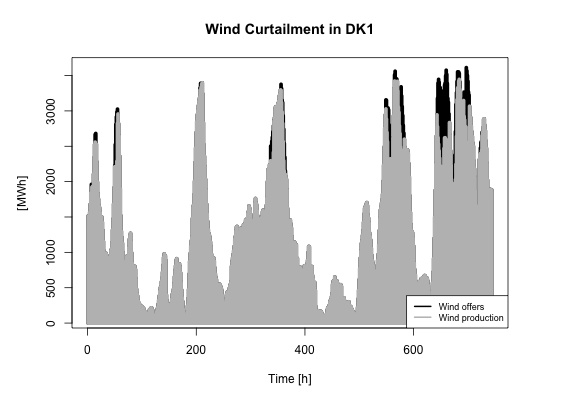 Wind Curtailment in DK1
[MWh]
3000
2000
1000
500
0
0
200
400
600
Wind offers
Wind production
Time [h]